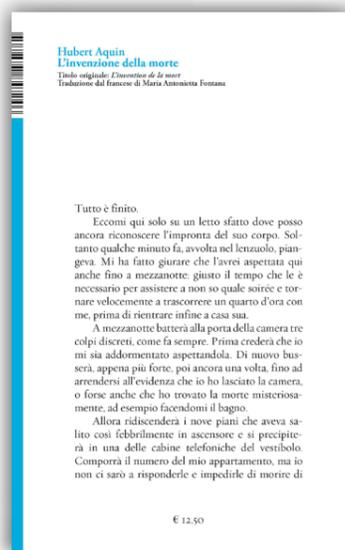 Hubert Aquin
L'invenzione della morte
Titolo originale: L'invention de la mort
Traduzione dal francese di Maria Antonietta Fontana
Tutto è finito.
Eccomi qui solo su un letto sfatto dove posso
ancora riconoscere l'impronta del suo corpo. Sol-
tanto qualche minuto fa, avvolta nel lenzuolo, pian-
geva. Mi ha fatto giurare che l'avrei aspettata qui
anche fino a mezzanotte: giusto il tempo che le è
necessario per assistere a non so quale soirée e tor-
nare velocemente a trascorrere un quarto d'ora con
me, prima di rientrare infine a casa sua.
A mezzanotte batterà alla porta della camera tre
colpi discreti, come fa sempre. Prima crederà che io
mi sia addormentato aspettandola. Di nuovo bus-
serà, appena più forte, poi ancora una volta, fino ad
arrendersi all'evidenza che io ho lasciato la camera,
o forse anche che ho trovato la morte misteriosa-
mente, ad esempio facendomi il bagno.
Allora ridiscenderà i nove piani che aveva sa-
lito così febbrilmente in ascensore e si precipite-
rà in una delle cabine telefoniche del vestibolo.
Comporrà il numero del mio appartamento, ma io
non ci sarò a risponderle e impedirle di morire di
€ 12,50